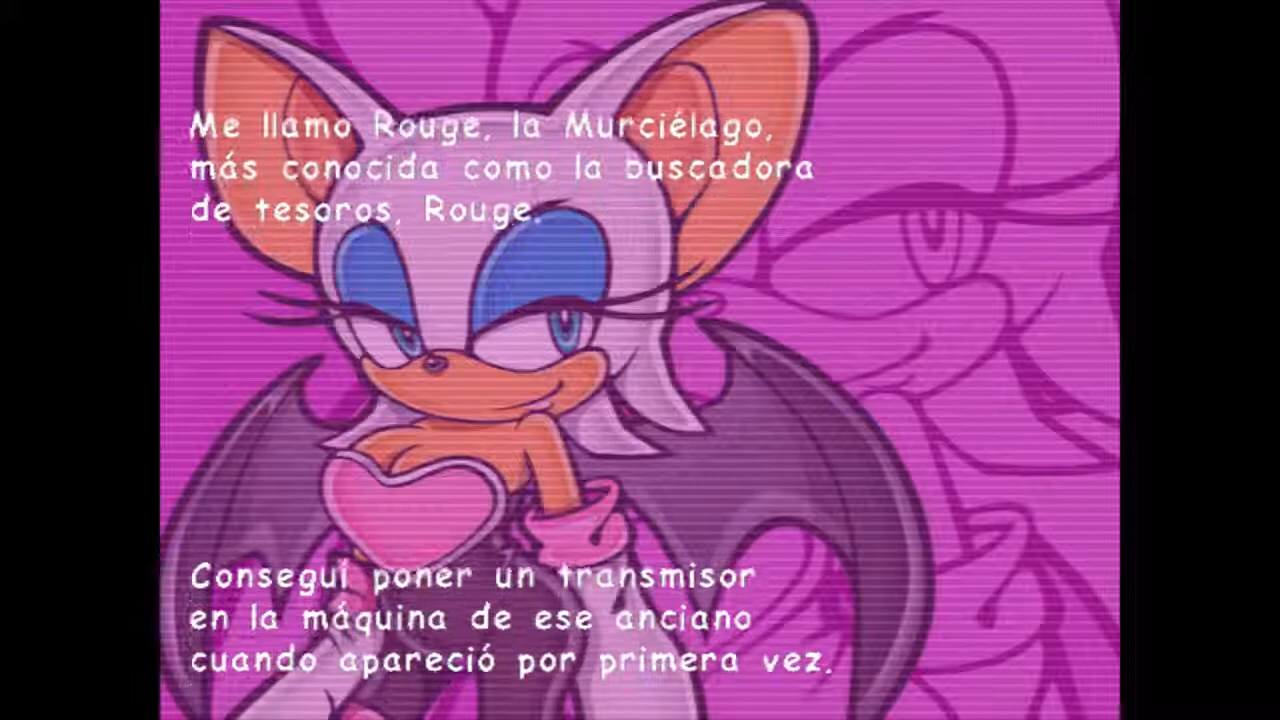 Me llamo Rouge, la Murciélago,
más conocida como la buscadora
de tesoros, Rouge.
Conseguí poner un transmisor
en la máquina de ese anciano
cuando apareció por primera vez.